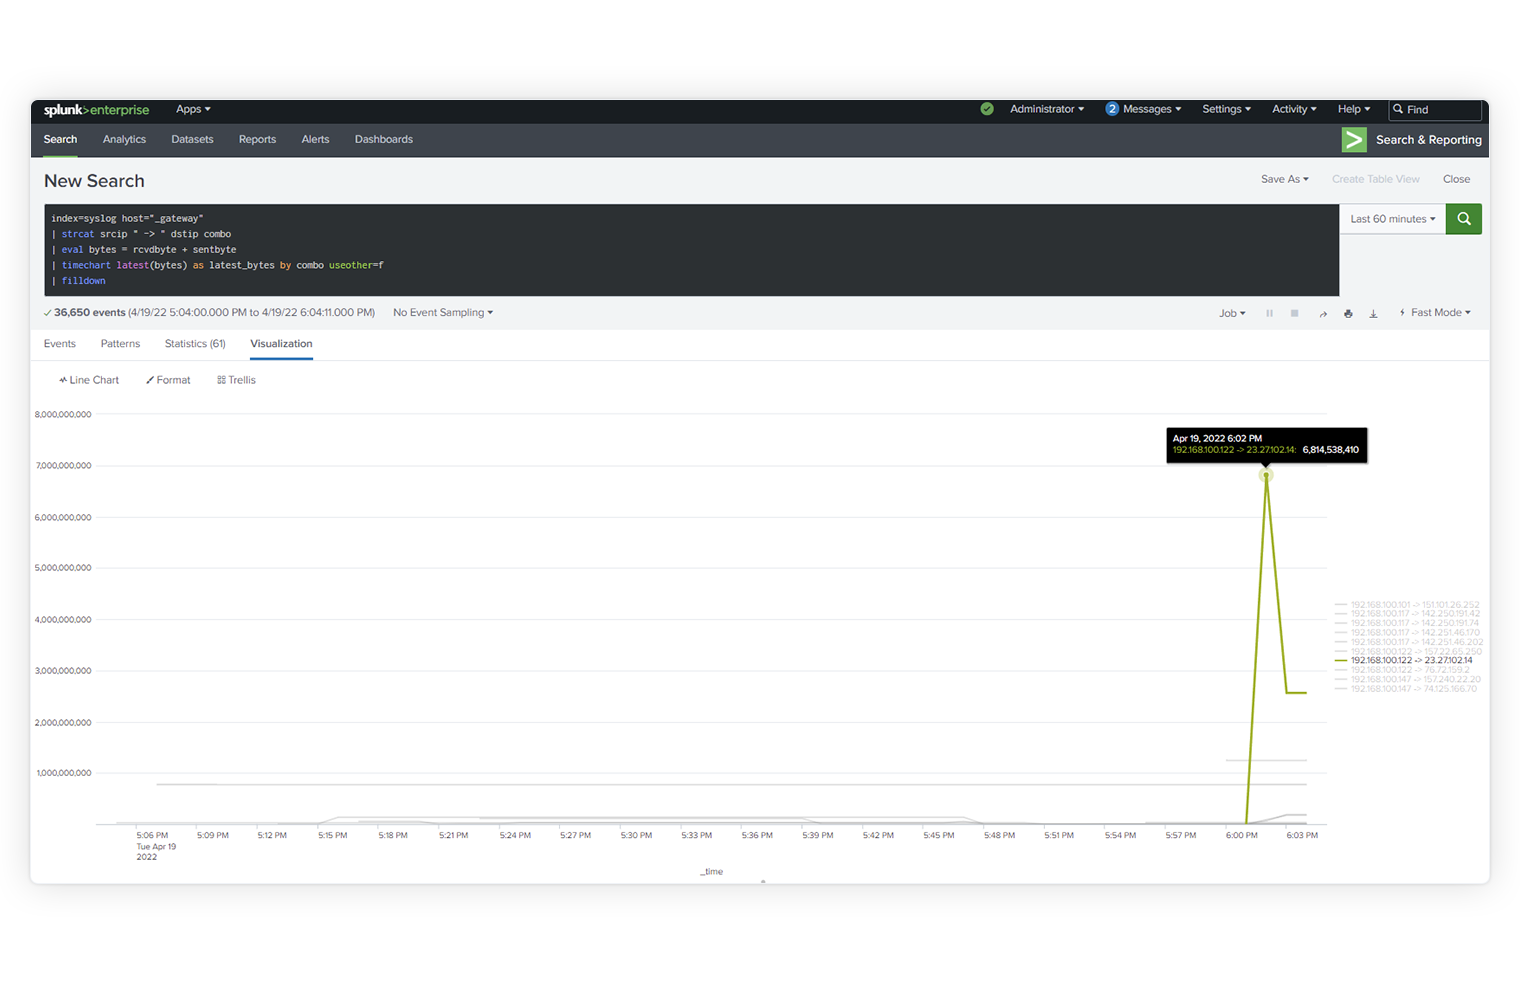 splunk>enterprise Apps Administrator 2 Messages Settings Activity Help Find
Search Analytics Datasets Reports Alerts Dashboards Search & Reporting
New Search Save As Create Table View Close
index=syslog host="_gateway" Last 60 minutes
| strcat srcip " -> " dstip combo
| eval bytes = rcvdbyte + sentbyte
| timechart latest(bytes) as latest_bytes by combo useother=f
| filldown
36,650 events (4/19/22 5:04:00.000 PM to 4/19/22 6:04:11.000 PM) No Event Sampling Job Fast Mode
Events Patterns Statistics (61) Visualization
Line Chart Format Trellis
8,000,000,000
7,000,000,000
6,000,000,000
5,000,000,000
4,000,000,000
3,000,000,000
2,000,000,000
1,000,000,000
Apr 19, 2022 6:02 PM
192.168.100.122 -> 23.27.102.14: 6,814,538,410
192.168.100.101 -> 151.101.26.252
192.168.100.117 -> 142.250.191.42
192.168.100.117 -> 142.250.191.74
192.168.100.117 -> 142.251.46.170
192.168.100.117 -> 142.251.46.202
192.168.100.122 -> 157.22.65.250
192.168.100.122 -> 23.27.102.14
192.168.100.122 -> 76.72.159.2
192.168.100.147 -> 157.240.22.20
192.168.100.147 -> 74.125.166.70
5:06 PM 5:09 PM 5:12 PM 5:15 PM 5:18 PM 5:21 PM 5:24 PM 5:27 PM 5:30 PM 5:33 PM 5:36 PM 5:39 PM 5:42 PM 5:45 PM 5:48 PM 5:51 PM 5:54 PM 5:57 PM 6:00 PM 6:03 PM
Tue Apr 19
2022
_time